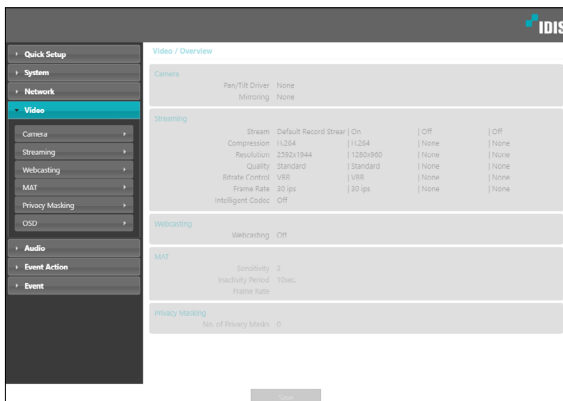 IDIS
Quick Setup
System
Network
Video
Camera
Streaming
Webcasting
MAT
Privacy Masking
OSD
Audio
Event Action
Event
Video / Overview
Camera
Pan/Tilt Driver None
Mirroring None
Streaming
Stream Default Record Strear | On | Off | Off
Compression H.264 | H.264 | None | None
Resolution 2592x1944 | 1280x960 | None | None
Quality Standard | Standard | None | None
Bitrate Control VBR | VBR | None | None
Frame Rate 30 ips | 30 ips | None | None
Intelligent Codec Off
Webcasting
Webcasting Off
MAT
Sensitivity 3
Inactivity Period 10sec.
Frame Rate
Privacy Masking
No. of Privacy Masks 0
Save